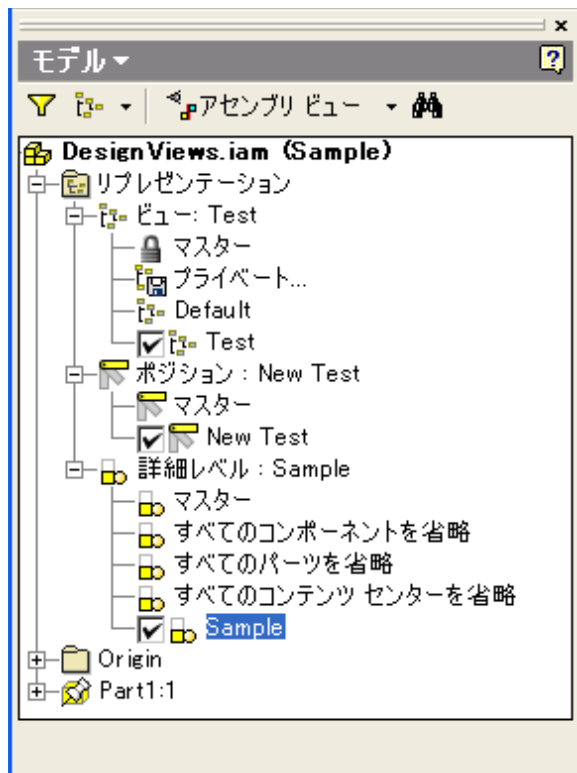 モデル
アセンブリ ビュー
DesignViews.iam (Sample)
リプレゼンテーション
ビュー: Test
マスター
プライベート...
Default
Test
ポジション : New Test
マスター
New Test
詳細レベル : Sample
マスター
すべてのコンポーネントを省略
すべてのパーツを省略
すべてのコンテンツ センターを省略
Sample
Origin
Part1:1